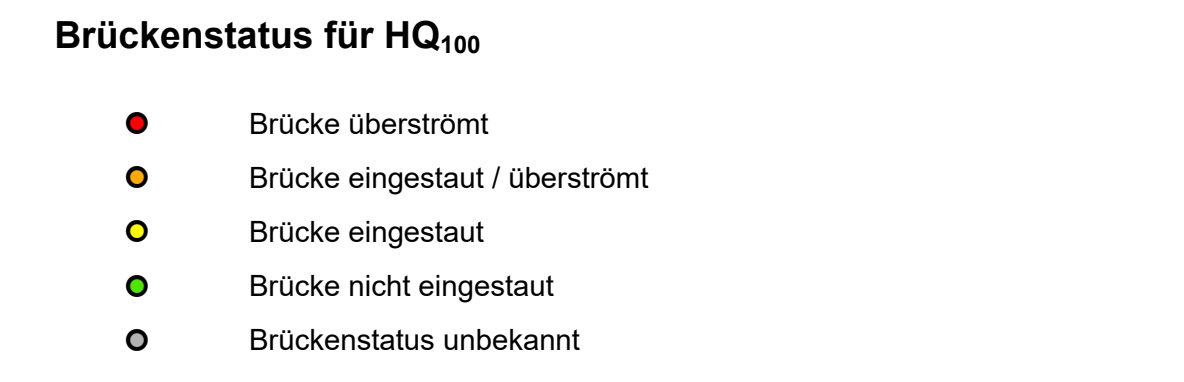 Brückenstatus für HQ100
Brücke überströmt
Brücke eingestaut / überströmt
Brücke eingestaut
Brücke nicht eingestaut
Brückenstatus unbekannt